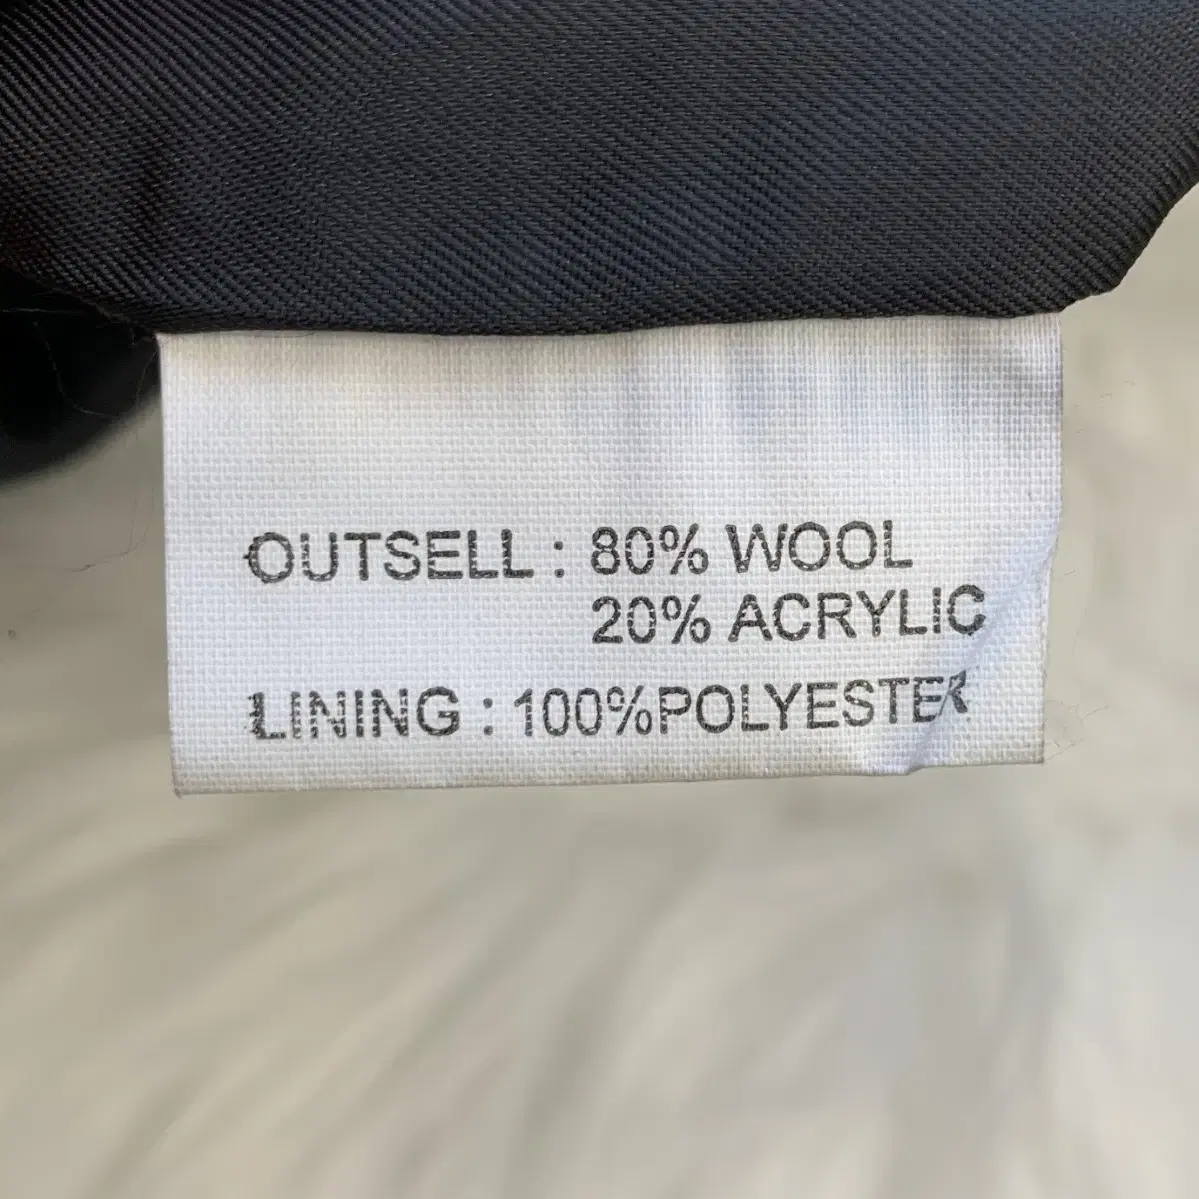 OUTSELL : 80% WOOL
20% ACRYLIC
LINING : 100%POLYESTER